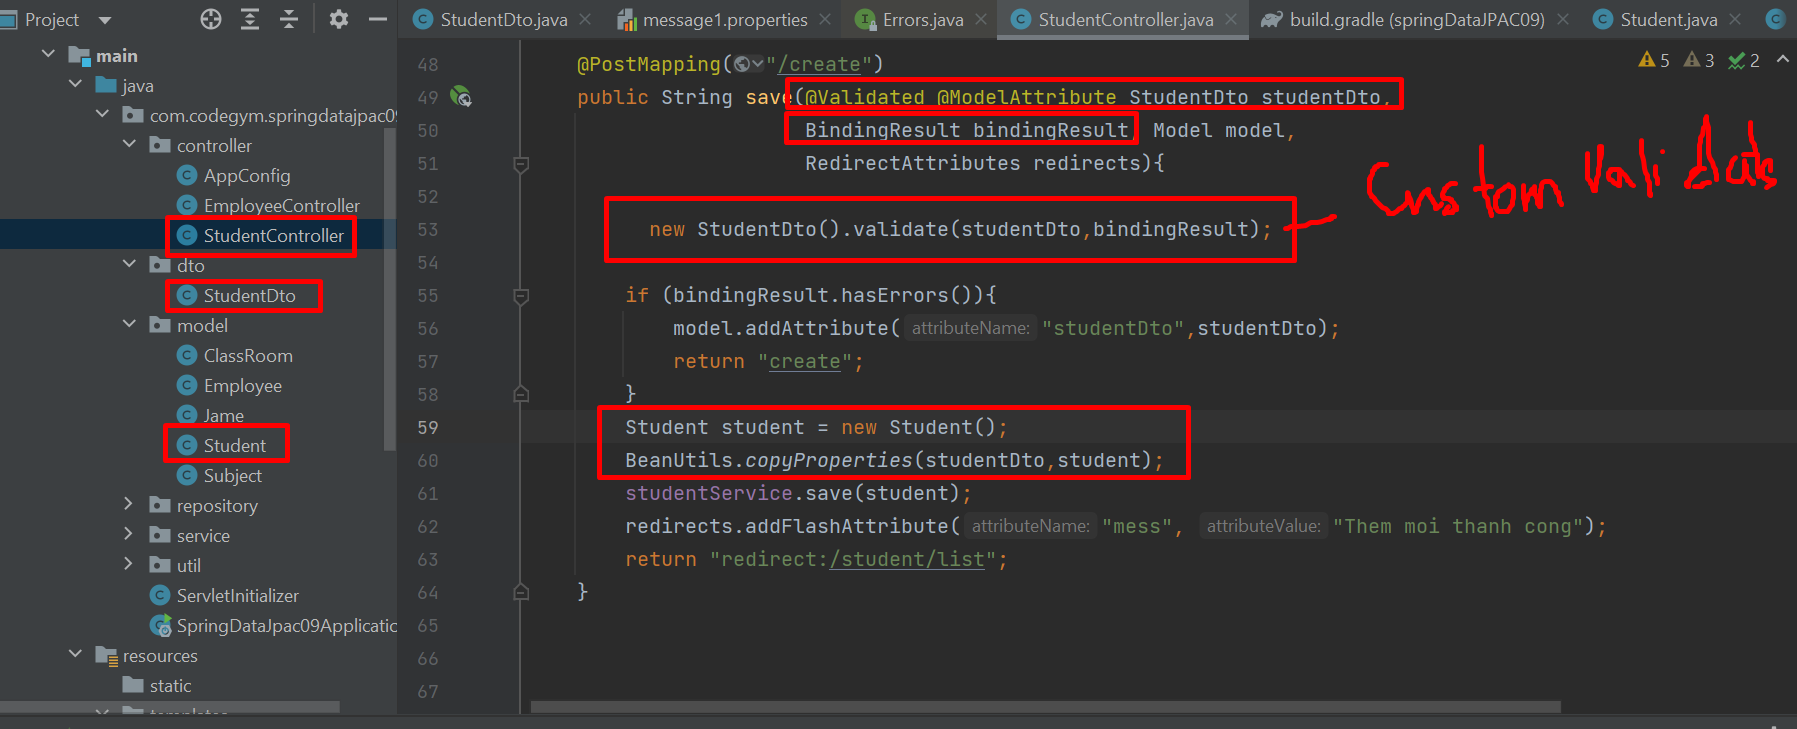 Project
StudentDto.java
message1.properties
Errors.java
StudentController.java
build.gradle (springDataJPAC09)
Student.java
main
java
com.codegym.springdatajpac09
controller
AppConfig
EmployeeController
StudentController
dto
StudentDto
model
ClassRoom
Employee
Jame
Student
Subject
repository
service
util
ServletInitializer
SpringDataJpac09Applicatio
resources
static
templates
5 3 2
48 @PostMapping("/create")
49 public String save(@Validated @ModelAttribute StudentDto studentDto,
50 BindingResult bindingResult, Model model,
51 RedirectAttributes redirects){
52
53 new StudentDto().validate(studentDto,bindingResult);
54
55 if (bindingResult.hasErrors()){
56 model.addAttribute( attributeName: "studentDto",studentDto);
57 return "create";
58 }
59 Student student = new Student();
60 BeanUtils.copyProperties(studentDto,student);
61 studentService.save(student);
62 redirects.addFlashAttribute( attributeName: "mess", attributeValue: "Them moi thanh cong");
63 return "redirect:/student/list";
64 }
65
66
67
Custom Vali